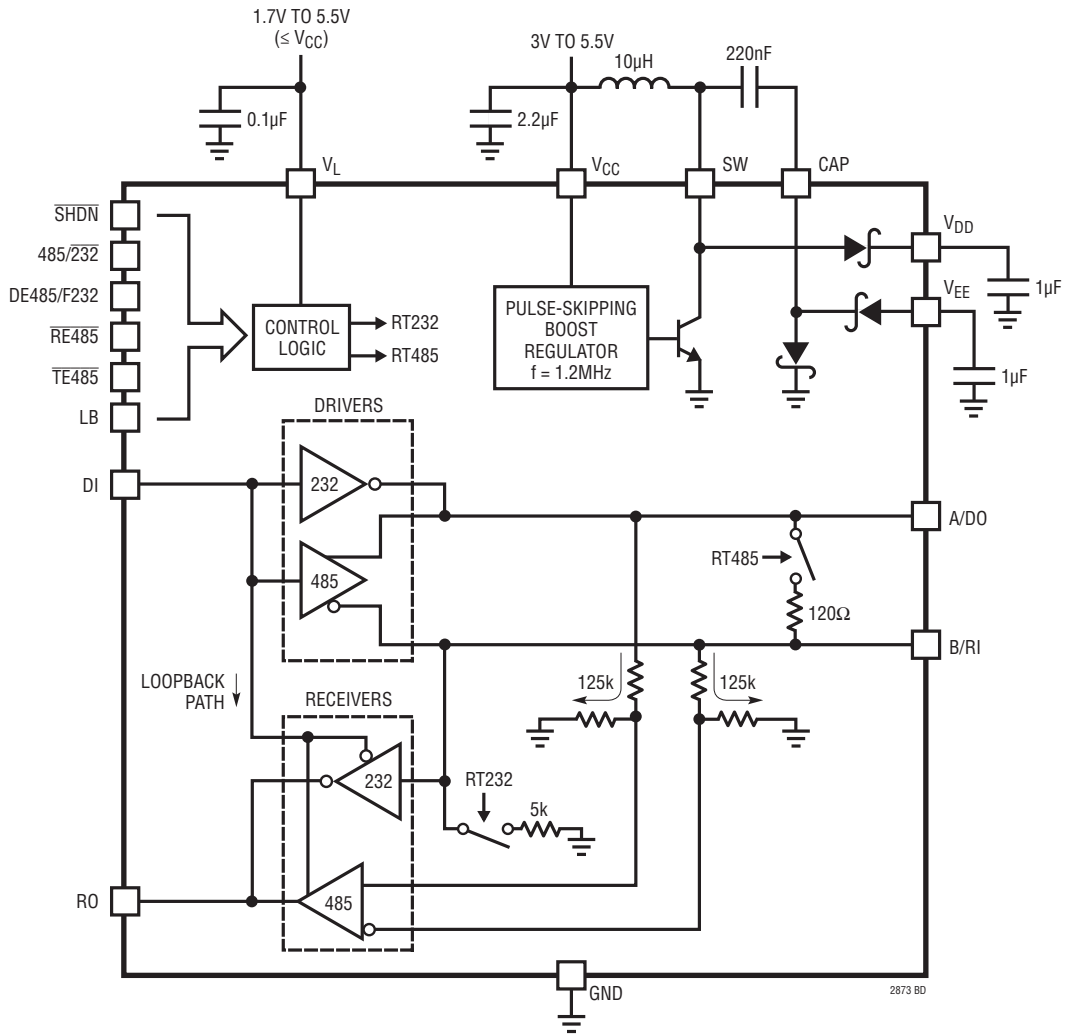 1.7V TO 5.5V
(≤ VCC)
3V TO 5.5V
10µH
220nF
0.1µF
2.2µF
VL
VCC
SW
CAP
SHDN
485/232
DE485/F232
RE485
TE485
LB
CONTROL
LOGIC
RT232
RT485
PULSE-SKIPPING
BOOST
REGULATOR
f = 1.2MHz
VDD
1µF
VEE
1µF
DRIVERS
DI
232
485
A/DO
RT485
120Ω
B/RI
LOOPBACK
PATH
125k
125k
RECEIVERS
232
RT232
5k
RO
485
GND
2873 BD